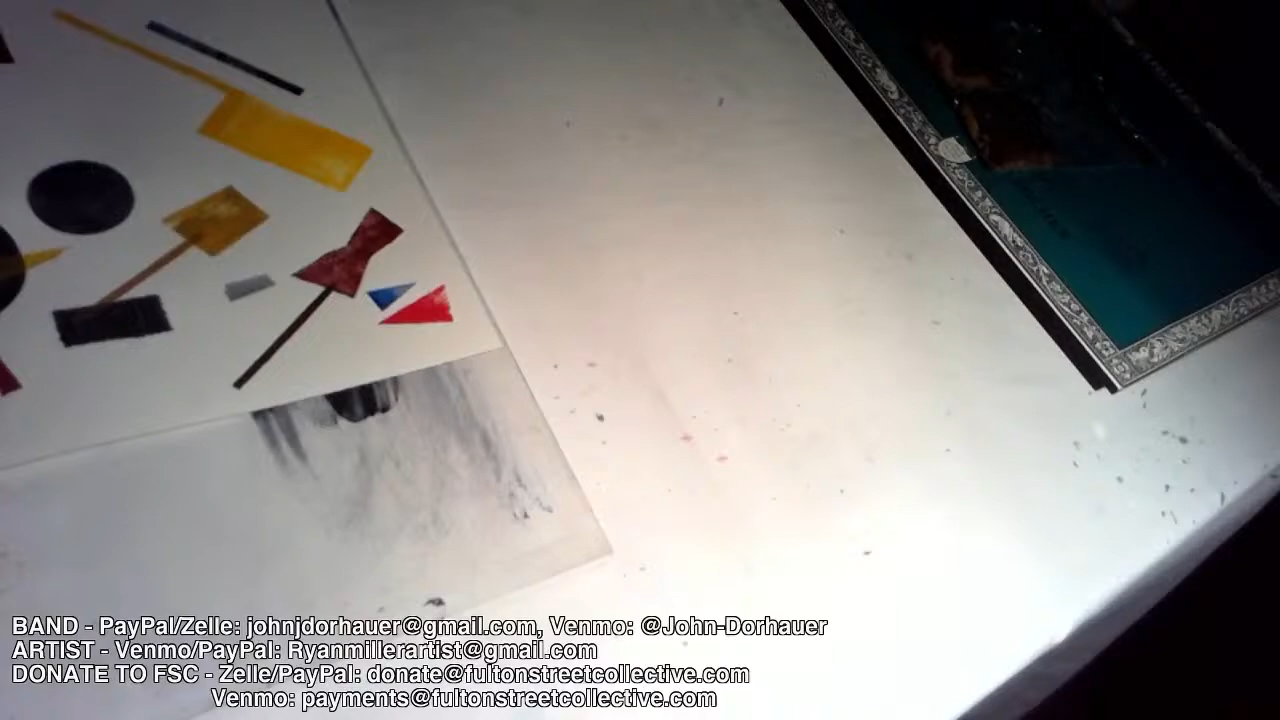 BAND - PayPal/Zelle: johnjdorhauer@gmail.com, Venmo: @John-Dorhauer
ARTIST - Venmo/PayPal: Ryanmillerartist@gmail.com
DONATE TO FSC - Zelle/PayPal: donate@fultonstreetcollective.com
Venmo: payments@fultonstreetcollective.com